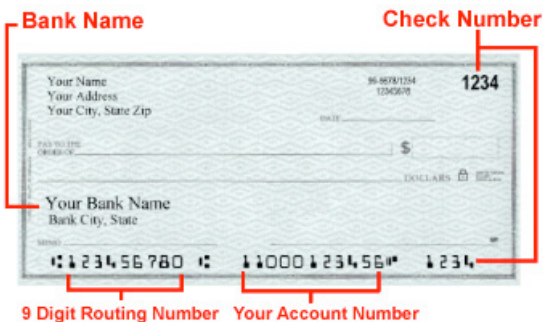 Bank Name
Check Number
Your Name
Your Address
Your City, State Zip
1234
DATE
PAY TO THE
ORDER OF
$
DOLLARS
Your Bank Name
Bank City, State
MEMO
⑆123456780⑆ 11000123456⑈ 1234
9 Digit Routing Number Your Account Number